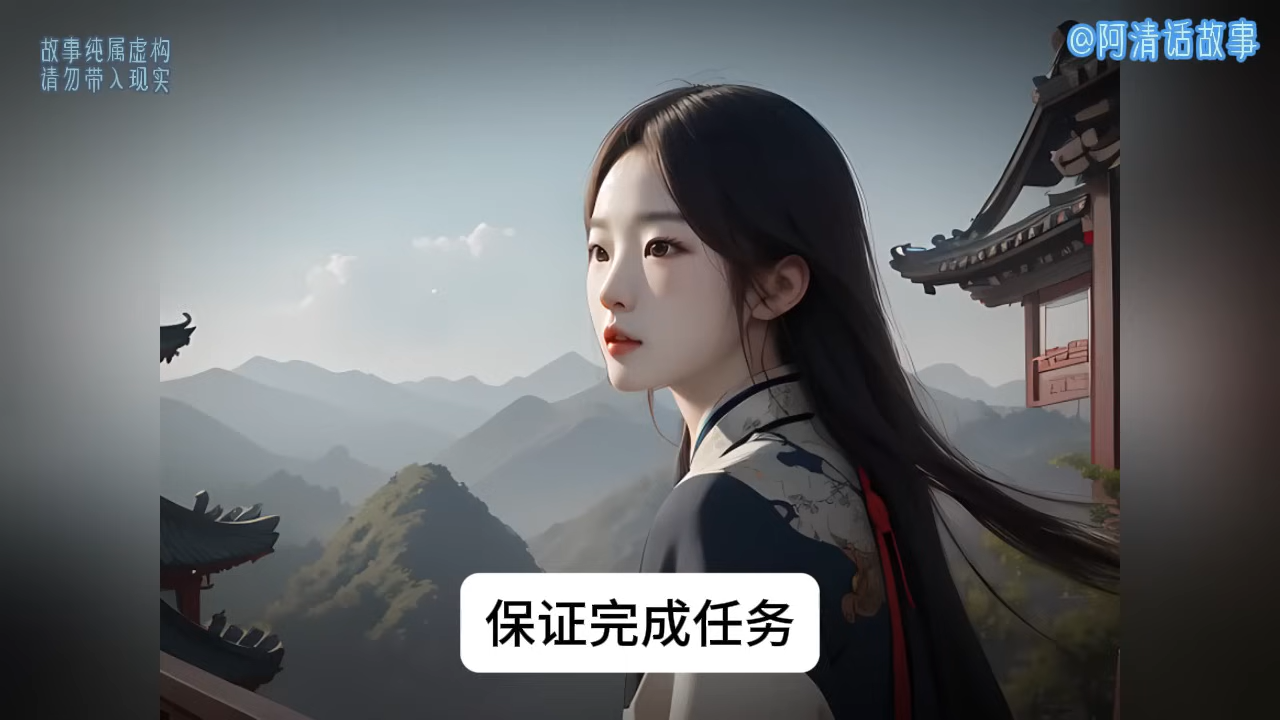 故事纯属虚构
请勿带入现实
@阿清话故事
保证完成任务